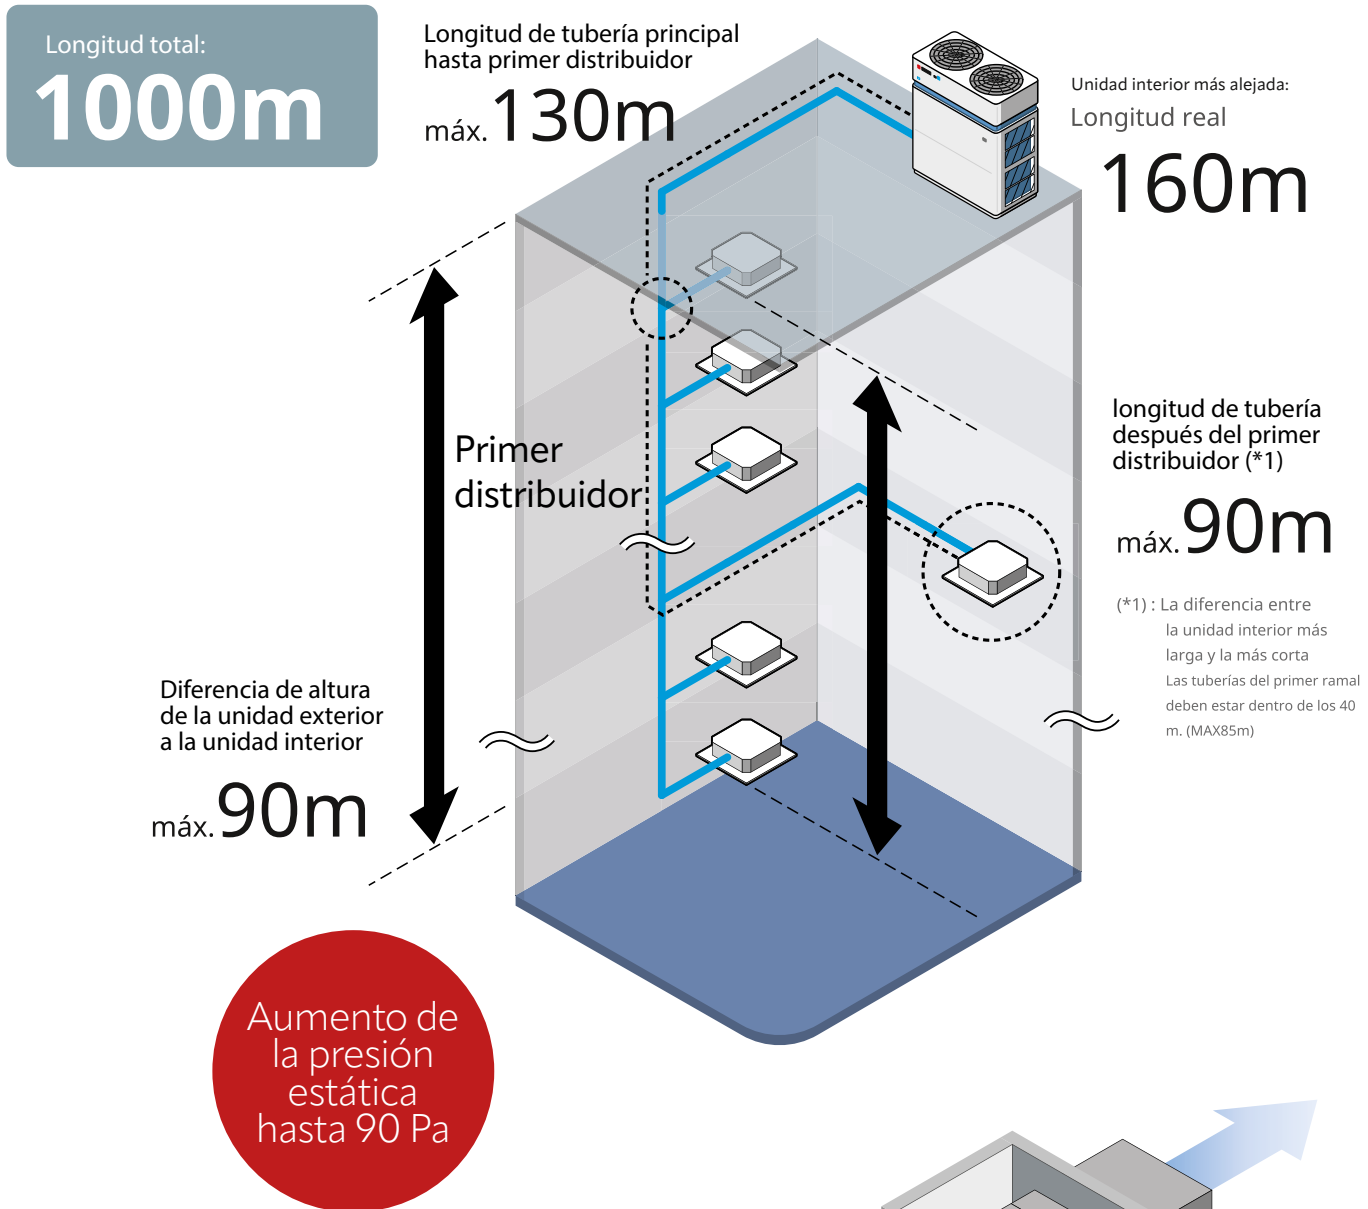 Longitud total:
1000m
Longitud de tubería principal
hasta primer distribuidor
máx. 130m
Unidad interior más alejada:
Longitud real
160m
Primer
distribuidor
longitud de tubería
después del primer
distribuidor (*1)
máx. 90m
(*1) : La diferencia entre
la unidad interior más
larga y la más corta
Las tuberías del primer ramal
deben estar dentro de los 40
m. (MAX85m)
Diferencia de altura
de la unidad exterior
a la unidad interior
máx. 90m
Aumento de
la presión
estática
hasta 90 Pa